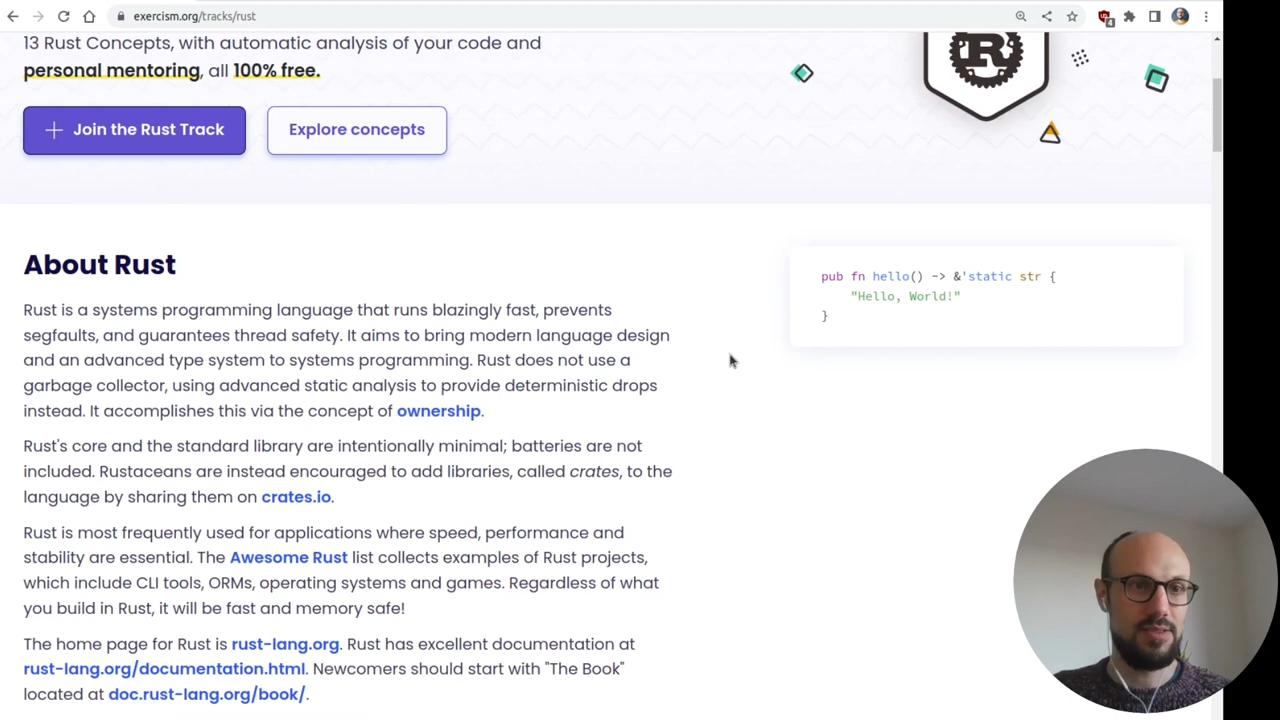 exercism.org/tracks/rust
4
13 Rust Concepts, with automatic analysis of your code and
personal mentoring, all 100% free.
R
Join the Rust Track
Explore concepts
About Rust
Rust is a systems programming language that runs blazingly fast, prevents
segfaults, and guarantees thread safety. It aims to bring modern language design
and an advanced type system to systems programming. Rust does not use a
garbage collector, using advanced static analysis to provide deterministic drops
instead. It accomplishes this via the concept of ownership.
Rust's core and the standard library are intentionally minimal; batteries are not
included. Rustaceans are instead encouraged to add libraries, called crates, to the
language by sharing them on crates.io.
Rust is most frequently used for applications where speed, performance and
stability are essential. The Awesome Rust list collects examples of Rust projects,
which include CLI tools, ORMs, operating systems and games. Regardless of what
you build in Rust, it will be fast and memory safe!
The home page for Rust is rust-lang.org. Rust has excellent documentation at
rust-lang.org/documentation.html. Newcomers should start with "The Book"
located at doc.rust-lang.org/book/.
pub fn hello() -> &'static str {
"Hello, World!"
}